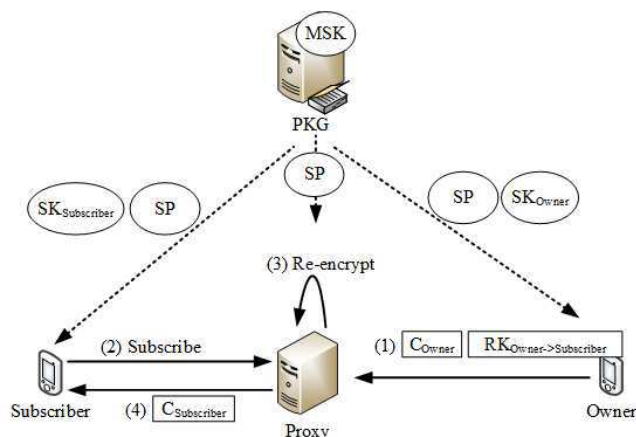 MSK
PKG
SP
SK_Subscriber SP
SP SK_Owner
(3) Re-encrypt
(2) Subscribe
(1) C_Owner RK_Owner->Subscriber
(4) C_Subscriber
Subscriber
Proxy
Owner